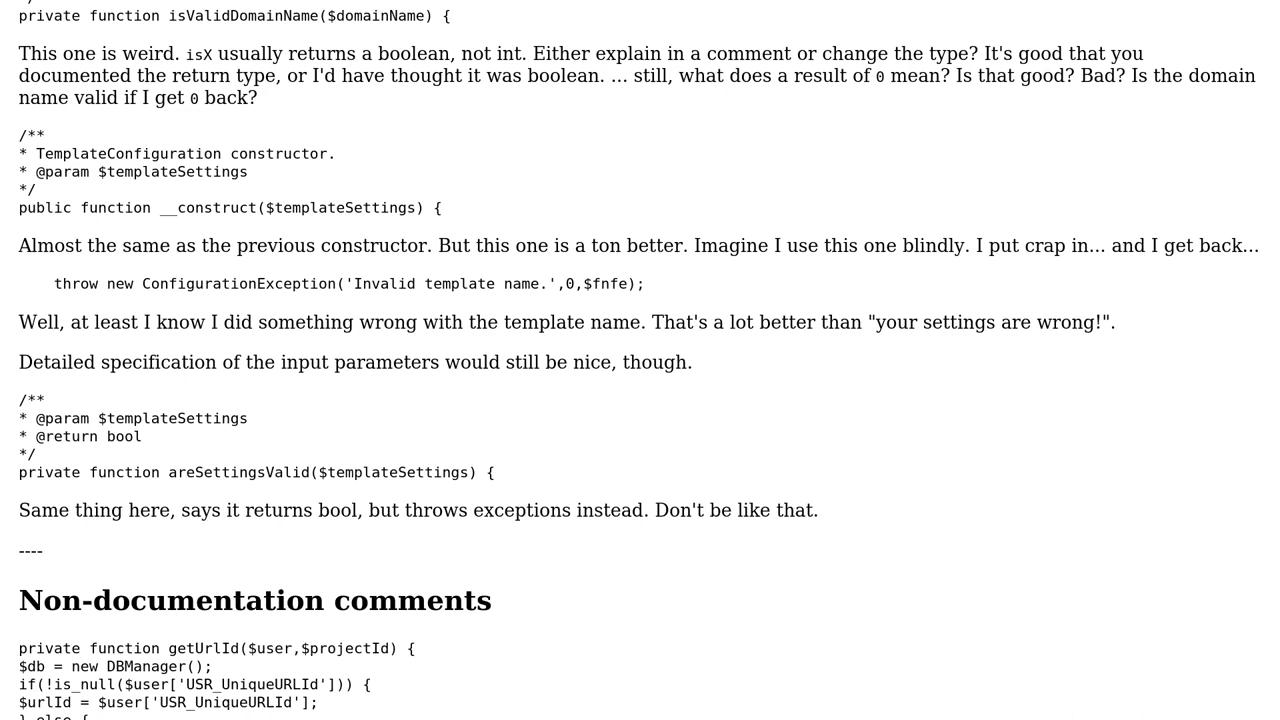 private function isValidDomainName($domainName) {
This one is weird. isX usually returns a boolean, not int. Either explain in a comment or change the type? It's good that you
documented the return type, or I'd have thought it was boolean. ... still, what does a result of 0 mean? Is that good? Bad? Is the domain
name valid if I get 0 back?
/**
* TemplateConfiguration constructor.
* @param $templateSettings
*/
public function __construct($templateSettings) {
Almost the same as the previous constructor. But this one is a ton better. Imagine I use this one blindly. I put crap in... and I get back...
throw new ConfigurationException('Invalid template name.',0,$fnfe);
Well, at least I know I did something wrong with the template name. That's a lot better than "your settings are wrong!".
Detailed specification of the input parameters would still be nice, though.
/**
* @param $templateSettings
* @return bool
*/
private function areSettingsValid($templateSettings) {
Same thing here, says it returns bool, but throws exceptions instead. Don't be like that.
----
Non-documentation comments
private function getUrlId($user,$projectId) {
$db = new DBManager();
if(!is_null($user['USR_UniqueURLId'])) {
$urlId = $user['USR_UniqueURLId'];
} else {